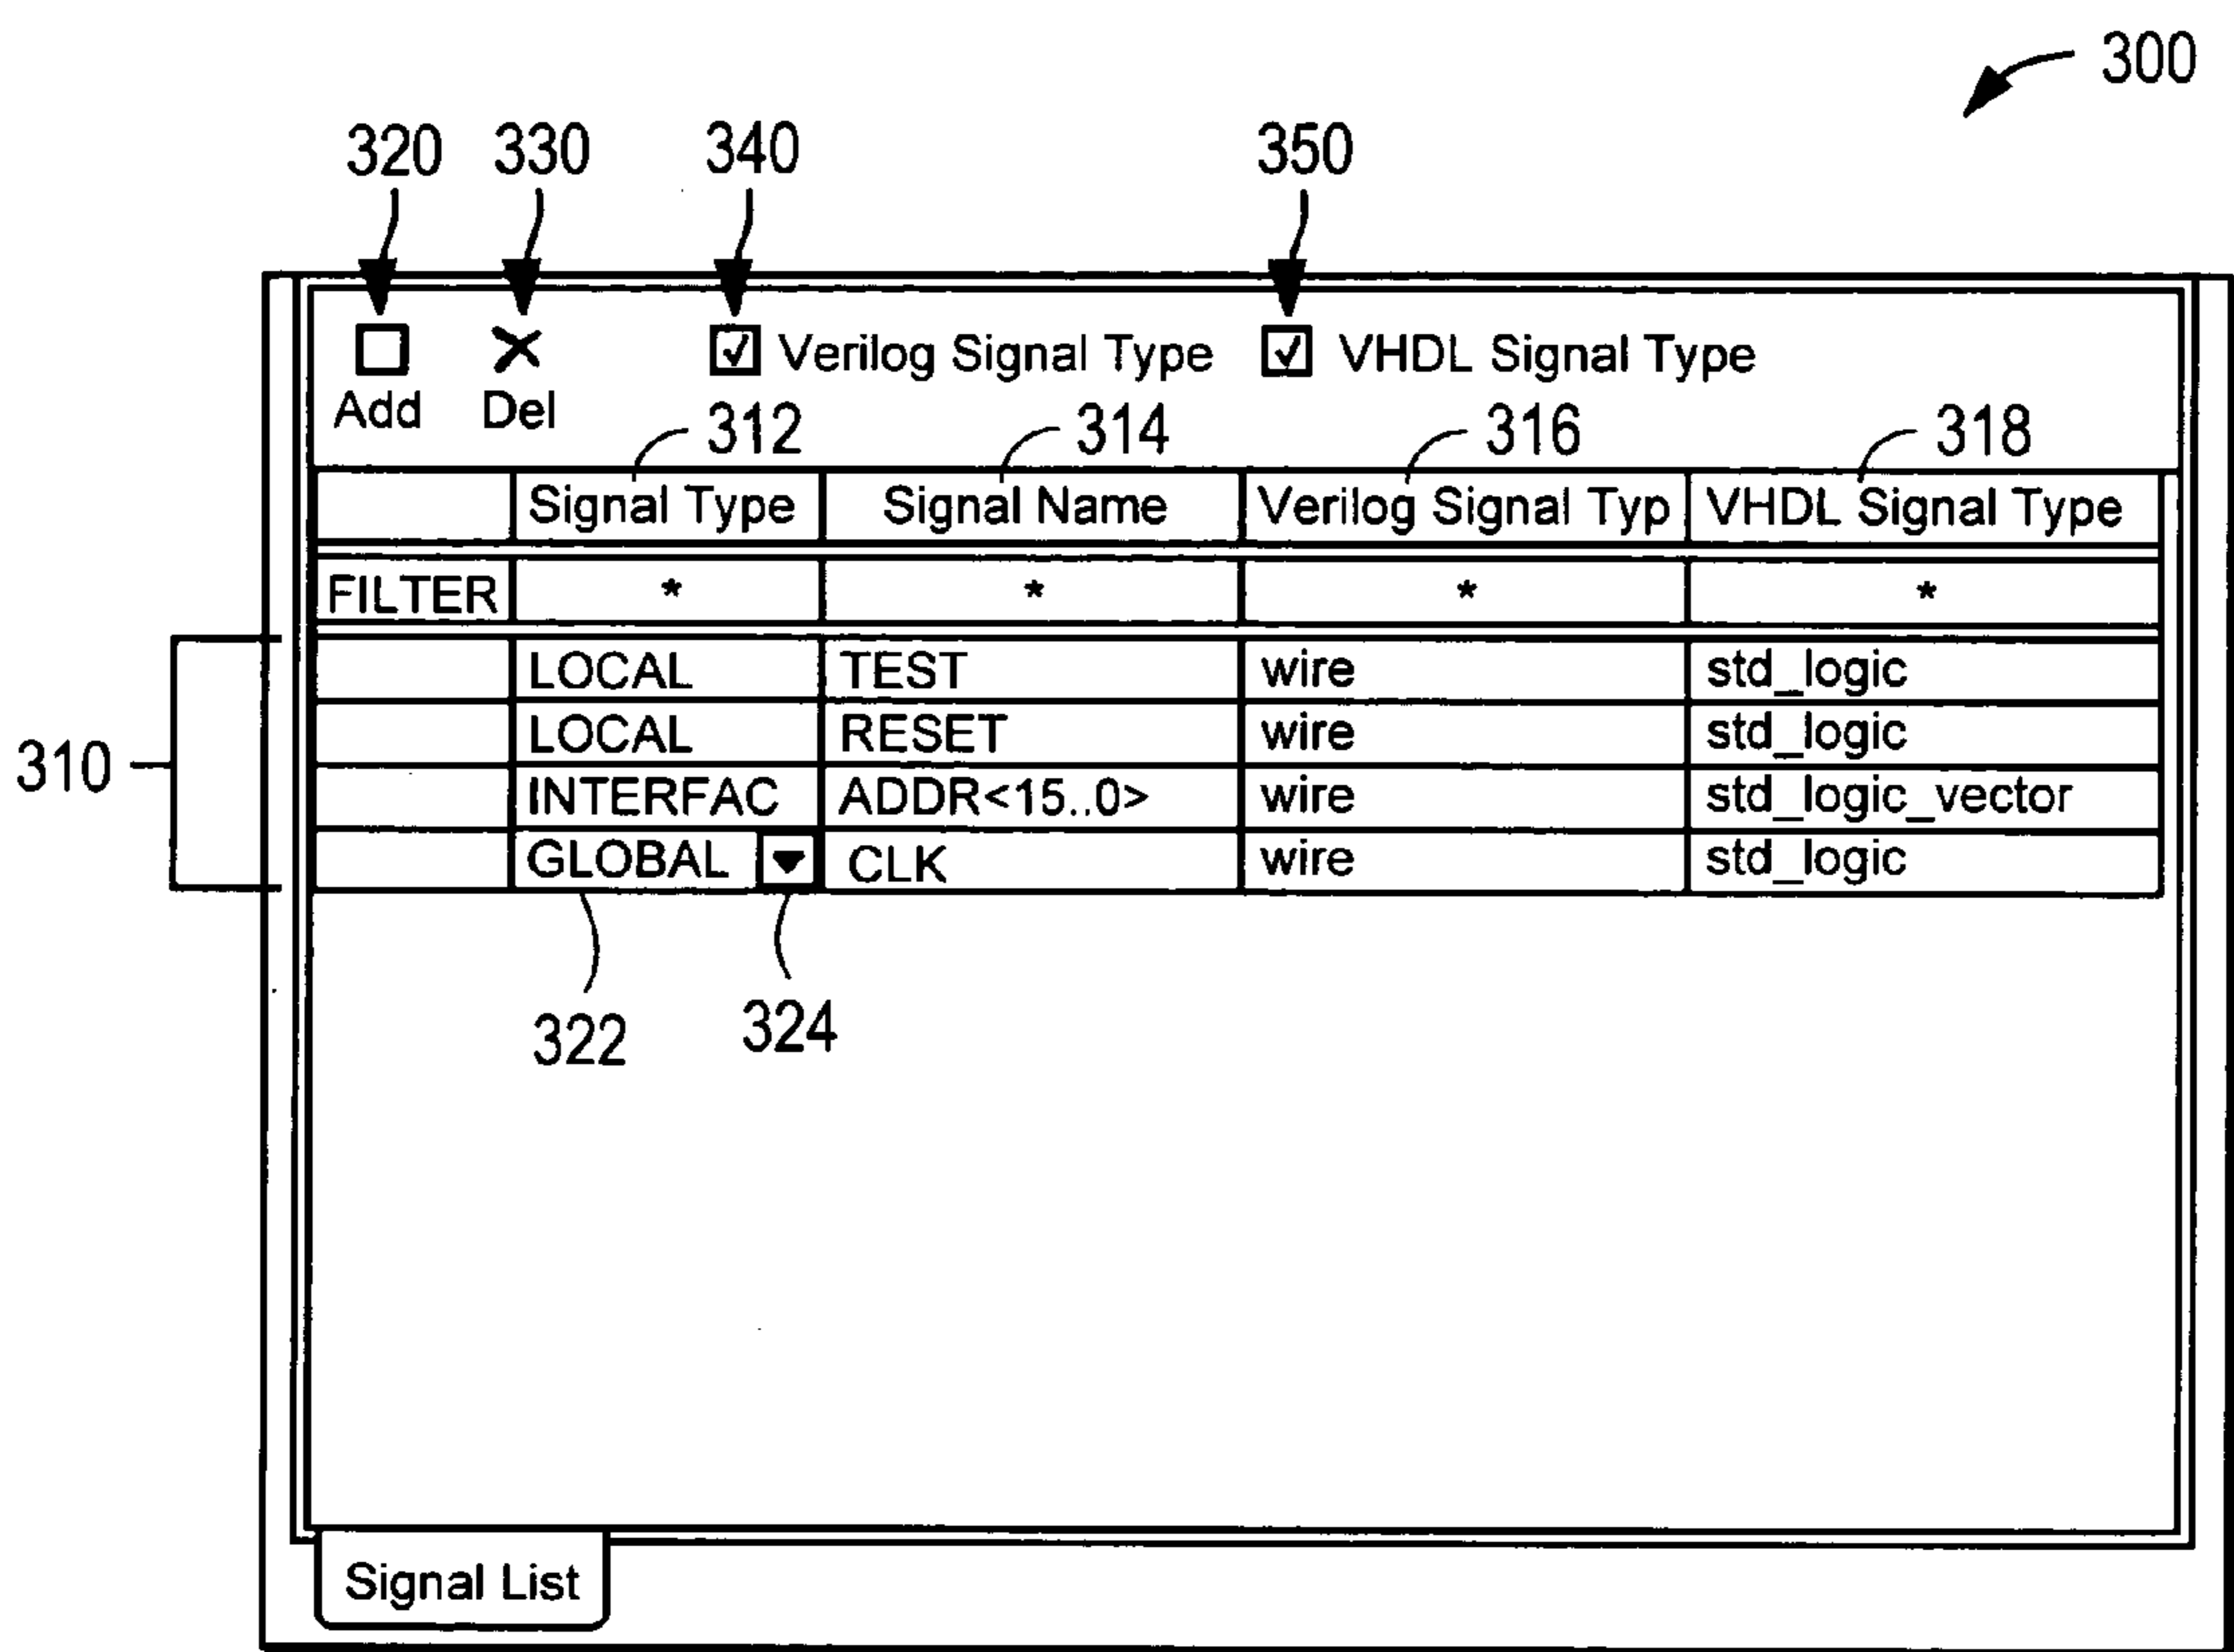 300
320 330 340 350
Verilog Signal Type VHDL Signal Type
Add Del
312 314 316 318
Signal Type Signal Name Verilog Signal Typ VHDL Signal Type
FILTER * * * *
LOCAL TEST wire std_logic
LOCAL RESET wire std_logic
310
INTERFAC ADDR<15..0> wire std_logic_vector
GLOBAL CLK wire std_logic
322 324
Signal List